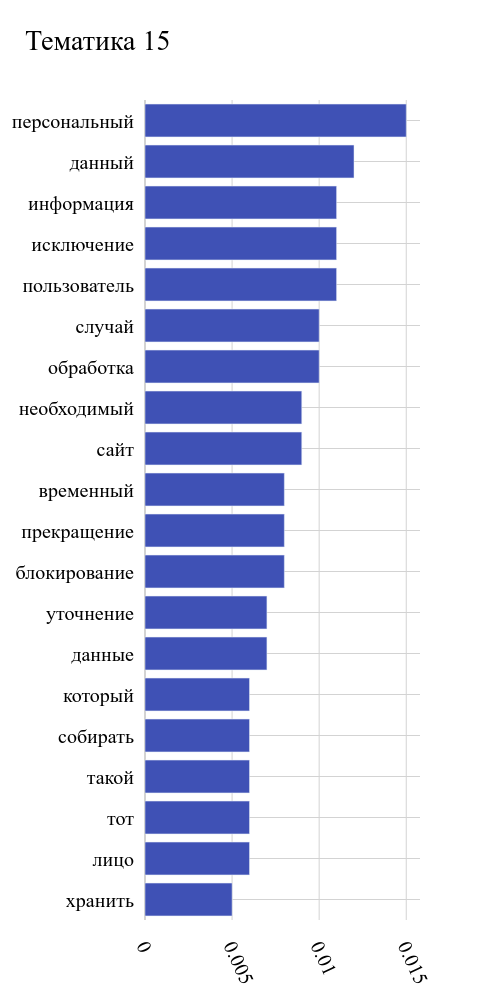 Тематика 15
персональный
данный
информация
исключение
пользователь
случай
обработка
необходимый
сайт
временный
прекращение
блокирование
уточнение
данные
который
собирать
такой
тот
лицо
хранить
0
0.005
0.01
0.015